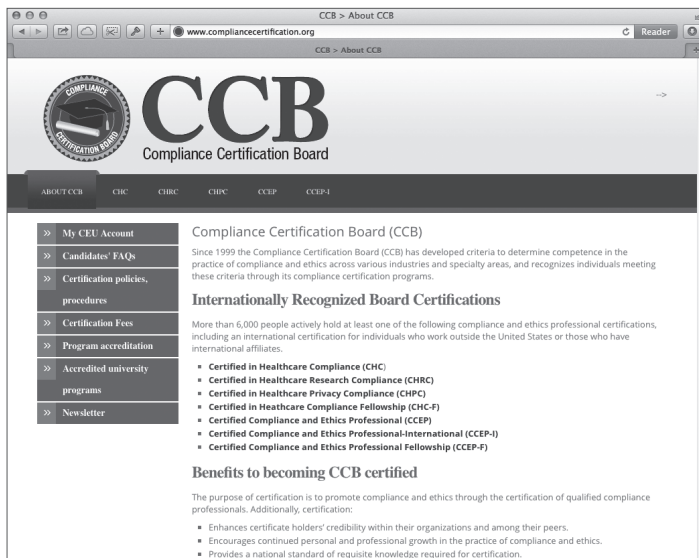 CCB > About CCB
www.compliancecertification.org
Reader
CCB > About CCB
COMPLIANCE
CERTIFICATION BOARD
CCB
Compliance Certification Board
-->
ABOUT CCB CHC CHRC CHPC CCEP CCEP-I
» My CEU Account
» Candidates' FAQs
» Certification policies,
procedures
» Certification Fees
» Program accreditation
» Accredited university
programs
» Newsletter
Compliance Certification Board (CCB)
Since 1999 the Compliance Certification Board (CCB) has developed criteria to determine competence in the
practice of compliance and ethics across various industries and specialty areas, and recognizes individuals meeting
these criteria through its compliance certification programs.
Internationally Recognized Board Certifications
More than 6,000 people actively hold at least one of the following compliance and ethics professional certifications,
including an international certification for individuals who work outside the United States or those who have
international affiliates.
Certified in Healthcare Compliance (CHC)
Certified in Healthcare Research Compliance (CHRC)
Certified in Healthcare Privacy Compliance (CHPC)
Certified in Heathcare Compliance Fellowship (CHC-F)
Certified Compliance and Ethics Professional (CCEP)
Certified Compliance and Ethics Professional-International (CCEP-I)
Certified Compliance and Ethics Professional Fellowship (CCEP-F)
Benefits to becoming CCB certified
The purpose of certification is to promote compliance and ethics through the certification of qualified compliance
professionals. Additionally, certification:
Enhances certificate holders' credibility within their organizations and among their peers.
Encourages continued personal and professional growth in the practice of compliance and ethics.
Provides a national standard of requisite knowledge required for certification.